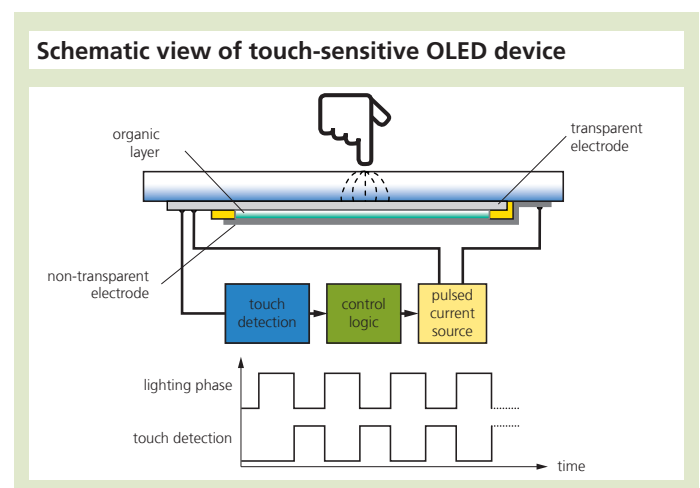 Schematic view of touch-sensitive OLED device
organic
layer
transparent
electrode
non-transparent
electrode
touch
detection
control
logic
pulsed
current
source
lighting phase
touch detection
time